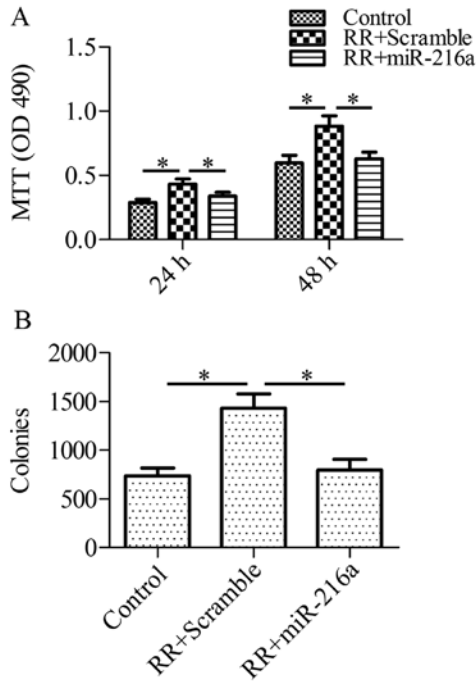 A
Control
RR+Scramble
RR+miR-216a
MTT (OD 490)
1.5
1.0
0.5
0.0
* *
* *
24 h
48 h
B
Colonies
2000
1500
1000
500
0
* *
Control
RR+Scramble
RR+miR-216a